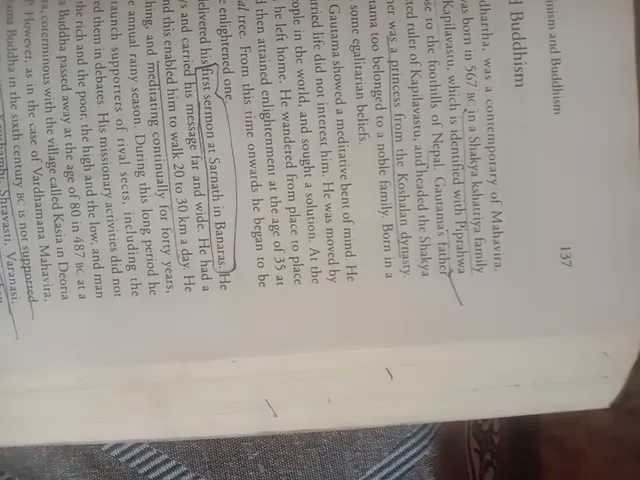 inism and Buddhism 137
d Buddhism
dhartha, was a contemporary of Mahavira.
as born in 567 BC in a Shakya kshatriya family
Kapilavastu, which is identified with Piprahwa
se to the foothills of Nepal. Gautama's father
ted ruler of Kapilavastu, and headed the Shakya
her was a princess from the Koshalan dynasty.
tama too belonged to a noble family. Born in a
some egalitarian beliefs.
Gautama showed a meditative bent of mind. He
rried life did not interest him. He was moved by
ople in the world, and sought a solution. At the
, he left home. He wandered from place to place
d then attained enlightenment at the age of 35 at
al tree. From this time onwards he began to be
e enlightened one.
delivered his first sermon at Sarnath in Banaras. He
ys and carried his message far and wide. He had a
nd this enabled him to walk 20 to 30 km a day. He
hing, and meditating continually for forty years,
e annual rainy season. During this long period he
taunch supporters of rival sects, including the
ed them in debates. His missionary activities did not
the rich and the poor, the high and the low, and man
a Buddha passed away at the age of 80 in 487 BC at a
ra, coterminous with the village called Kasia in Deoria
P. However, as in the case of Vardhamana Mahavira,
tama Buddha in the sixth century BC is not supported
Kaushambi, Shravasti, Varanasi,